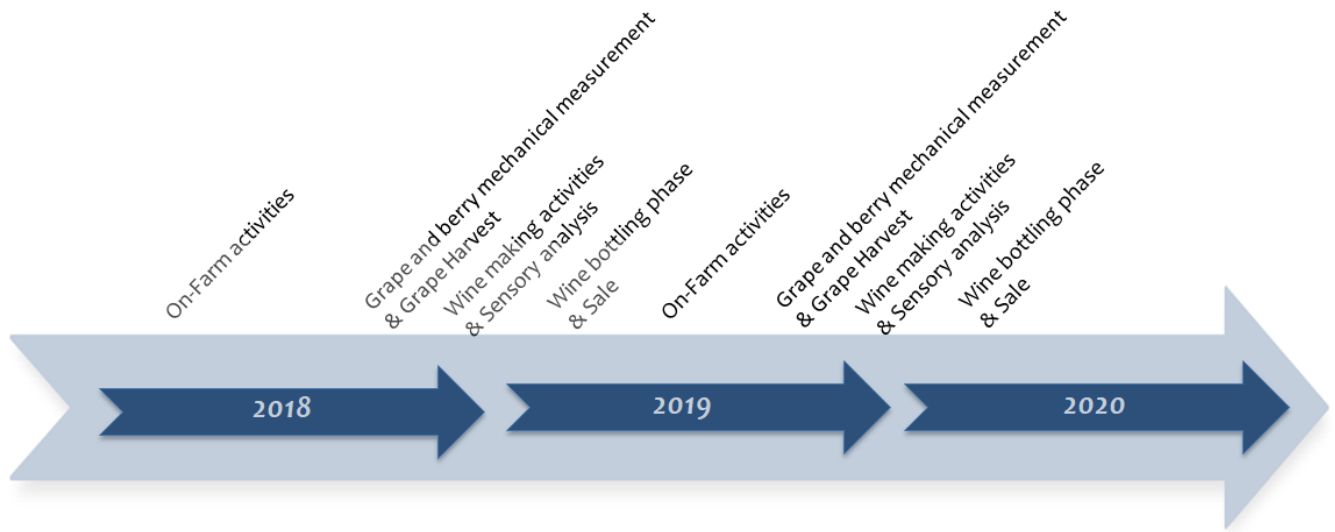 On-Farm activities
Grape and berry mechanical measurement
& Grape Harvest
Wine making activities
& Sensory analysis
Wine bottling phase
& Sale
On-Farm activities
Grape and berry mechanical measurement
& Grape Harvest
Wine making activities
& Sensory analysis
Wine bottling phase
& Sale
2018
2019
2020